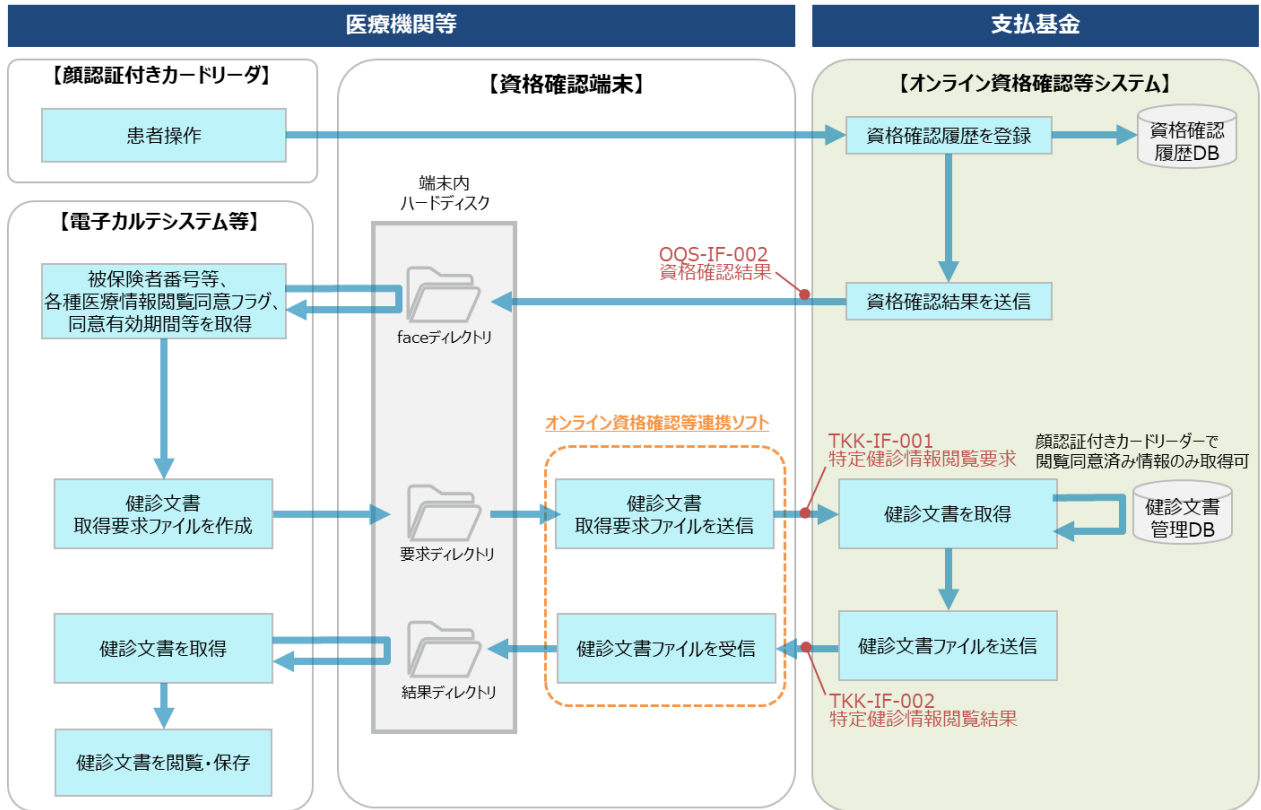 医療機関等
支払基金
【顔認証付きカードリーダ】
患者操作
【資格確認端末】
【オンライン資格確認等システム】
資格確認履歴を登録
資格確認
履歴DB
端末内
ハードディスク
【電子カルテシステム等】
被保険者番号等、
各種医療情報閲覧同意フラグ、
同意有効期間等を取得
faceディレクトリ
OQS-IF-002
資格確認結果
資格確認結果を送信
オンライン資格確認等連携ソフト
TKK-IF-001
特定健診情報閲覧要求
顔認証付きカードリーダーで
閲覧同意済み情報のみ取得可
健診文書
取得要求ファイルを作成
要求ディレクトリ
健診文書
取得要求ファイルを送信
健診文書を取得
健診文書
管理DB
健診文書を取得
結果ディレクトリ
健診文書ファイルを受信
健診文書ファイルを送信
TKK-IF-002
特定健診情報閲覧結果
健診文書を閲覧・保存